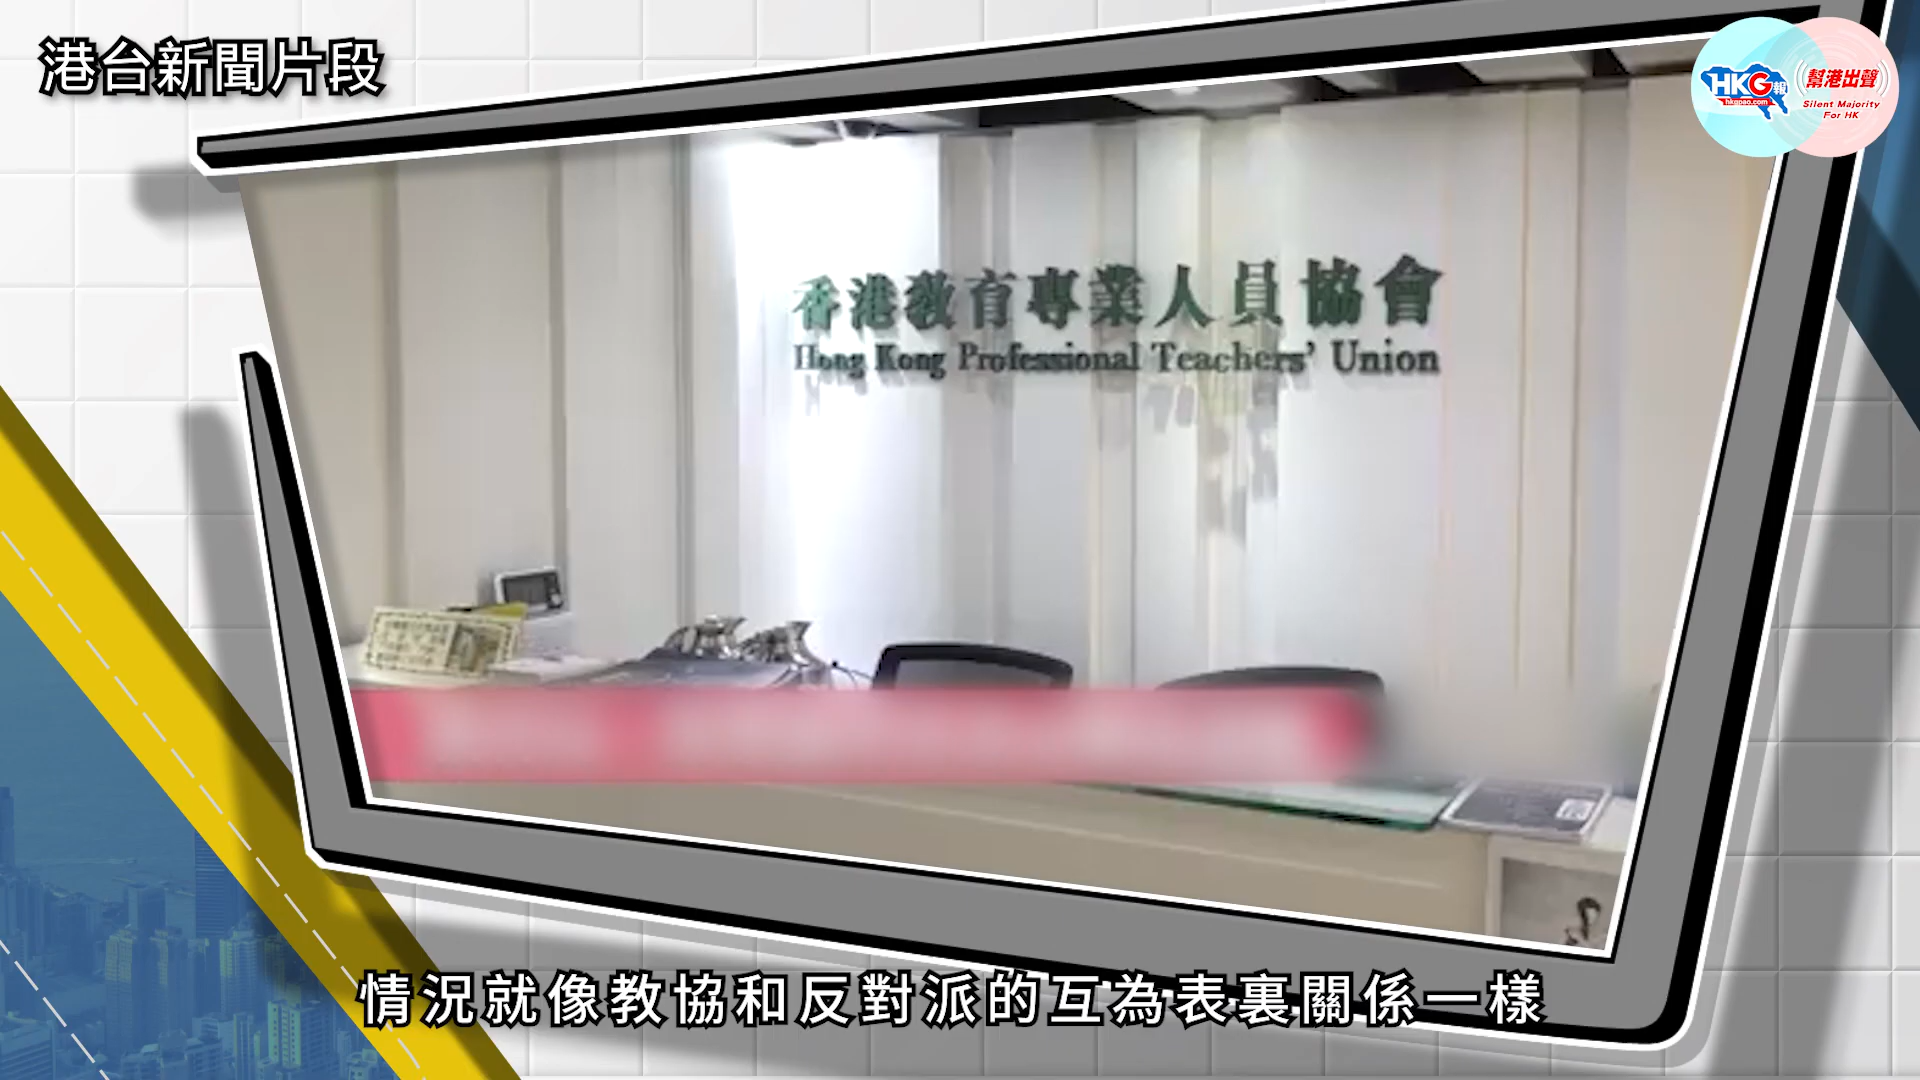 港台新聞片段
HKG報
hkgpao.com
幫港出聲
Silent Majority
For HK
香港教育專業人員協會
Hong Kong Professional Teachers' Union
情況就像教協和反對派的互為表裏關係一樣